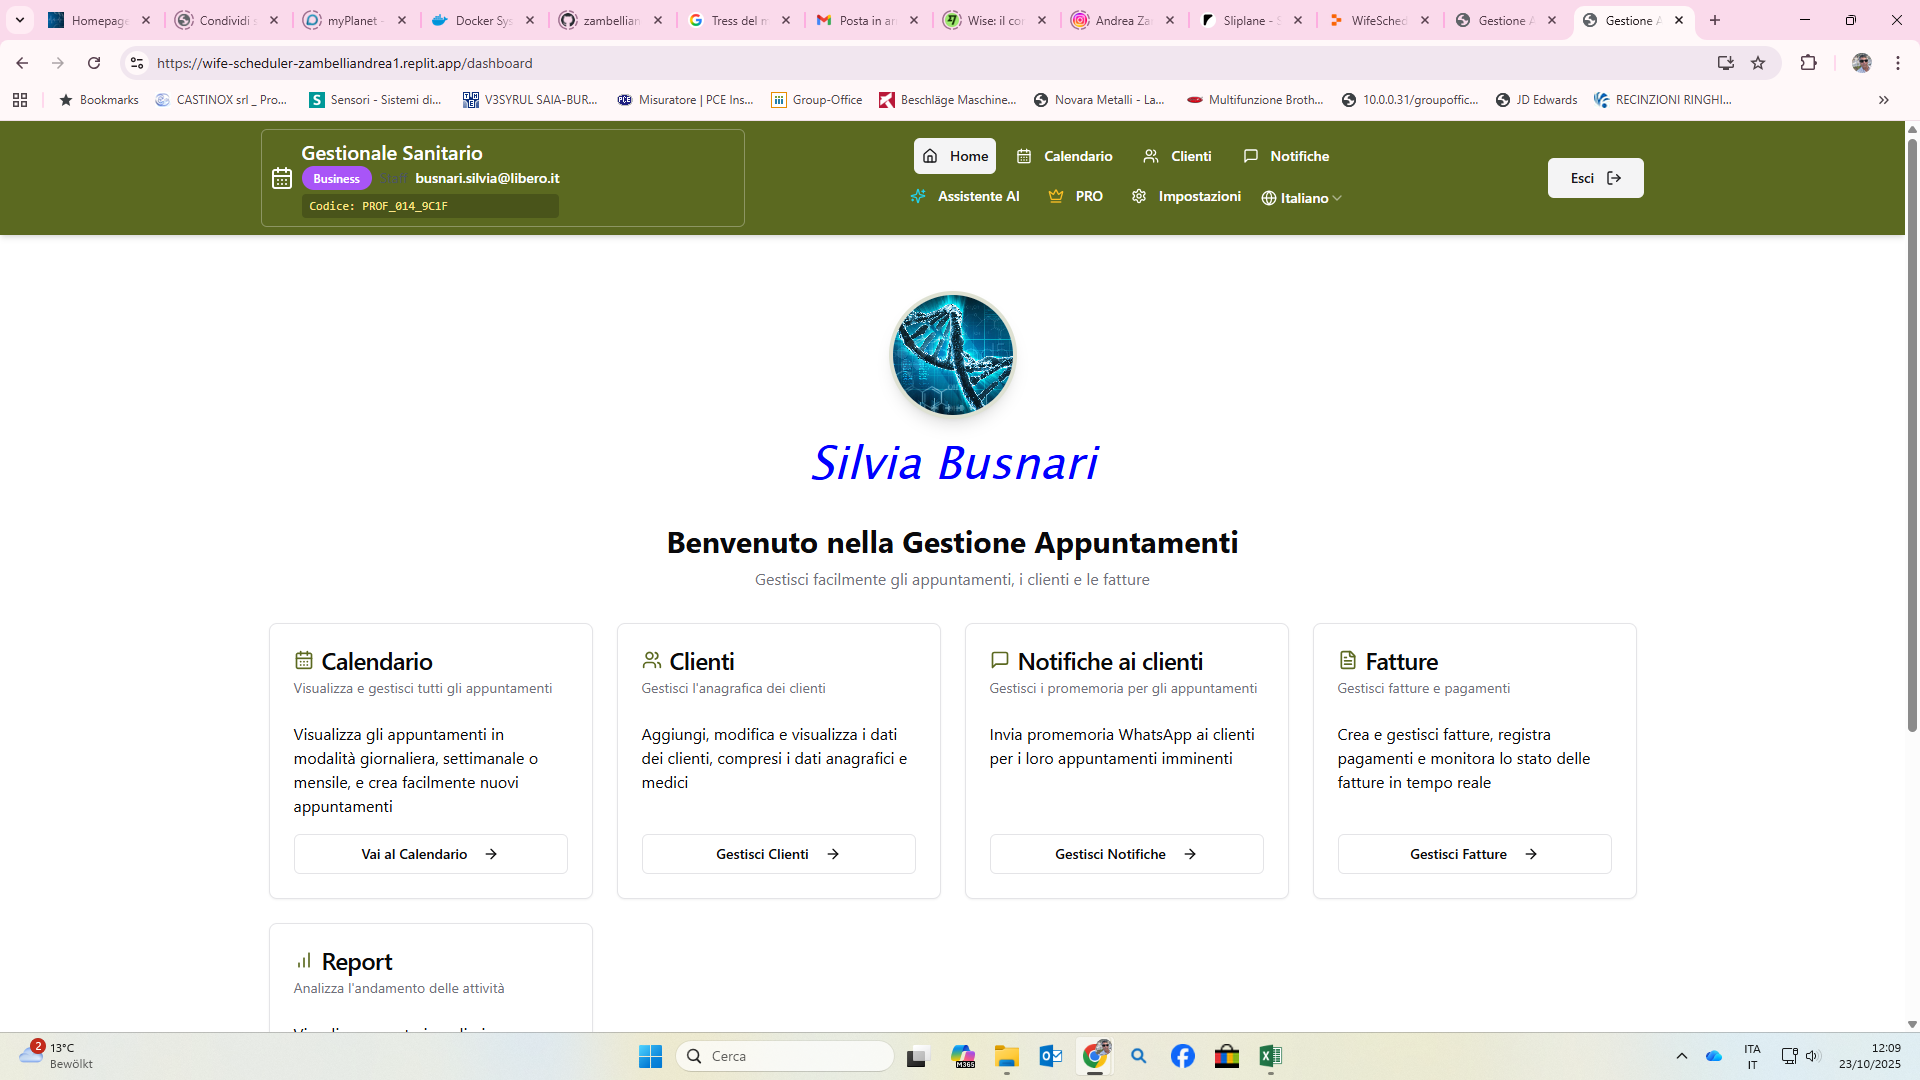 Homepage
Condividi s
myPlanet -
Docker Sys
zambellian
Tress del m
Posta in ar
Wise: il cor
Andrea Zar
Sliplane - S
WifeSched
Gestione A
Gestione A
https://wife-scheduler-zambelliandrea1.replit.app/dashboard
Bookmarks
CASTINOX srl _ Pro...
Sensori - Sistemi di...
V3SYRUL SAIA-BUR...
Misuratore | PCE Ins...
Group-Office
Beschläge Maschine...
Novara Metalli - La...
Multifunzione Broth...
10.0.0.31/groupoffic...
JD Edwards
RECINZIONI RINGHI...
Gestionale Sanitario
Business Staff busnari.silvia@libero.it
Codice: PROF_014_9C1F
Home Calendario Clienti Notifiche
Assistente AI PRO Impostazioni Italiano
Esci
Silvia Busnari
Benvenuto nella Gestione Appuntamenti
Gestisci facilmente gli appuntamenti, i clienti e le fatture
Calendario
Visualizza e gestisci tutti gli appuntamenti
Visualizza gli appuntamenti in
modalità giornaliera, settimanale o
mensile, e crea facilmente nuovi
appuntamenti
Vai al Calendario
Clienti
Gestisci l'anagrafica dei clienti
Aggiungi, modifica e visualizza i dati
dei clienti, compresi i dati anagrafici e
medici
Gestisci Clienti
Notifiche ai clienti
Gestisci i promemoria per gli appuntamenti
Invia promemoria WhatsApp ai clienti
per i loro appuntamenti imminenti
Gestisci Notifiche
Fatture
Gestisci fatture e pagamenti
Crea e gestisci fatture, registra
pagamenti e monitora lo stato delle
fatture in tempo reale
Gestisci Fatture
Report
Analizza l'andamento delle attività
2
13°C
Bewölkt
Cerca
M365
ITA
IT
12:09
23/10/2025